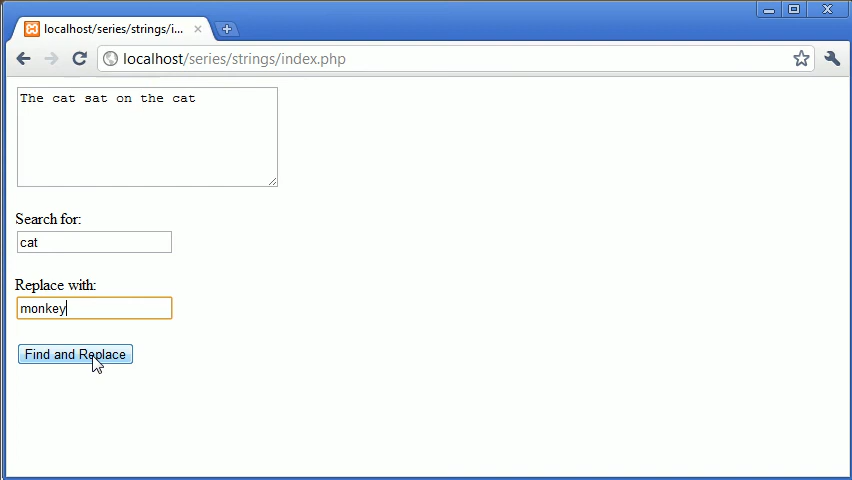 localhost/series/strings/i...
localhost/series/strings/index.php
The cat sat on the cat
Search for:
cat
Replace with:
monkey
Find and Replace